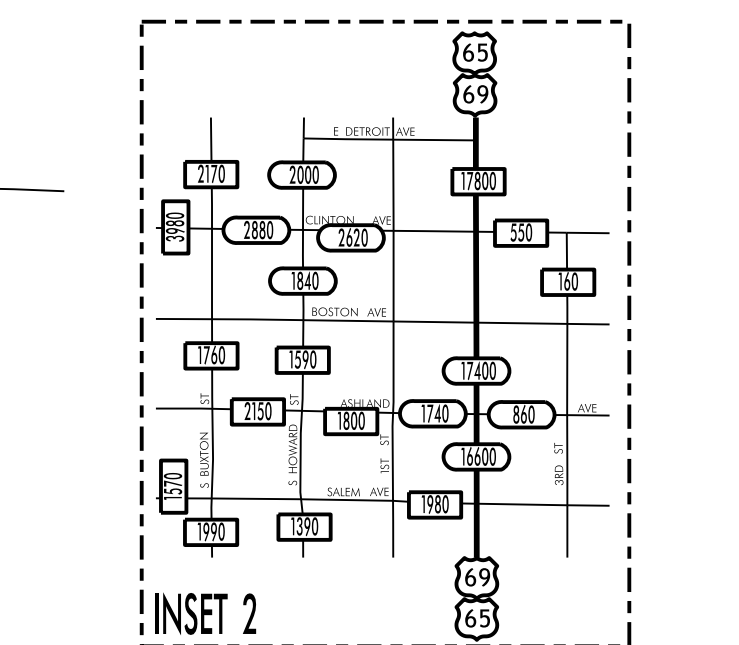 65
69
E DETROIT AVE
2170
2000
17800
3980
2880
CLINTON AVE
2620
550
1840
160
BOSTON AVE
1760
1590
17400
S BUXTON ST
2150
S HOWARD ST
ASHLAND AVE
1800
1ST ST
1740
860
16600
3RD ST
1570
SALEM AVE
1980
1990
1390
69
65
INSET 2